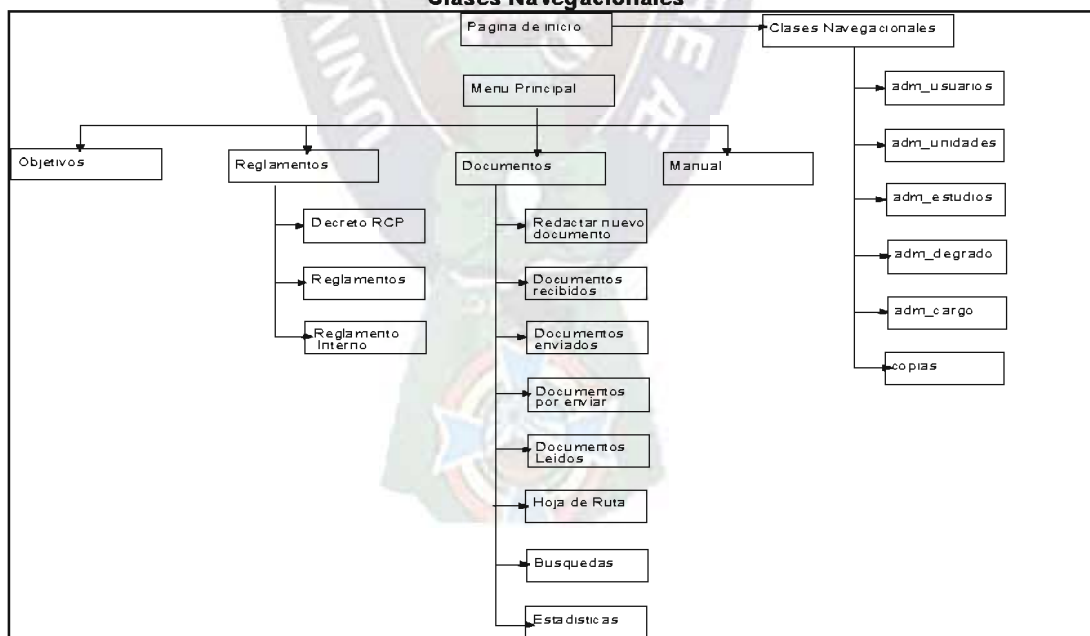 Clases Navegacionales
Pagina de inicio
Clases Navegacionales
Menu Principal
adm_usuarios
adm_unidades
adm_estudios
adm_degrado
adm_cargo
copias
Objetivos
Reglamentos
Documentos
Manual
Decreto RCP
Reglamentos
Reglamento
Interno
Redactar nuevo
documento
Documentos
recibidos
Documentos
enviados
Documentos
por enviar
Documentos
Leidos
Hoja de Ruta
Busquedas
Estadisticas
UNIV
EAE